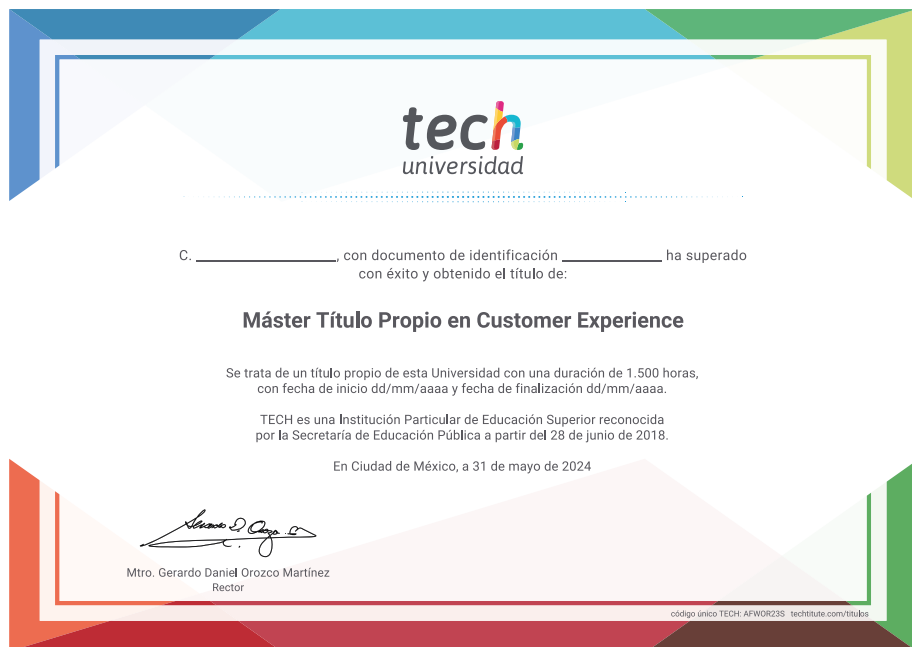 tech
universidad
C. ____________________, con documento de identificación ______________ ha superado
con éxito y obtenido el título de:
Máster Título Propio en Customer Experience
Se trata de un título propio de esta Universidad con una duración de 1.500 horas,
con fecha de inicio dd/mm/aaaa y fecha de finalización dd/mm/aaaa.
TECH es una Institución Particular de Educación Superior reconocida
por la Secretaría de Educación Pública a partir del 28 de junio de 2018.
En Ciudad de México, a 31 de mayo de 2024
Mtro. Gerardo Daniel Orozco Martínez
Rector
código único TECH: AFWOR23S techtitute.com/titulos